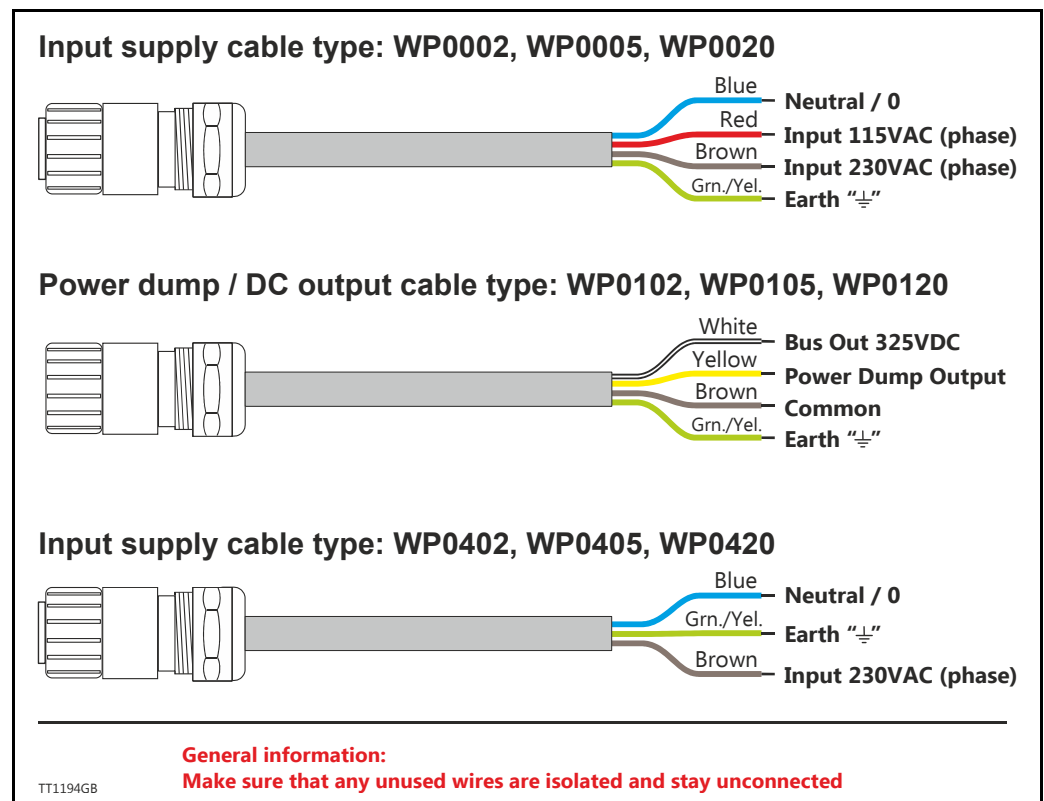 Input supply cable type: WP0002, WP0005, WP0020
Blue
Neutral / 0
Red
Input 115VAC (phase)
Brown
Input 230VAC (phase)
Grn./Yel.
Earth “⏚”
Power dump / DC output cable type: WP0102, WP0105, WP0120
White
Bus Out 325VDC
Yellow
Power Dump Output
Brown
Common
Grn./Yel.
Earth “⏚”
Input supply cable type: WP0402, WP0405, WP0420
Blue
Neutral / 0
Grn./Yel.
Earth “⏚”
Brown
Input 230VAC (phase)
General information:
Make sure that any unused wires are isolated and stay unconnected
TT1194GB